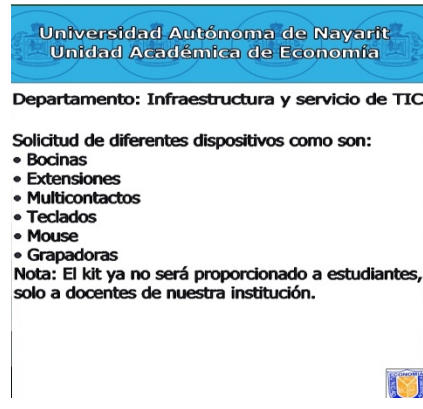 Universidad Autónoma de Nayarit
Unidad Académica de Economía
Departamento: Infraestructura y servicio de TIC
Solicitud de diferentes dispositivos como son:
• Bocinas
• Extensiones
• Multicontactos
• Teclados
• Mouse
• Grapadoras
Nota: El kit ya no será proporcionado a estudiantes,
solo a docentes de nuestra institución.
ECONOMIA